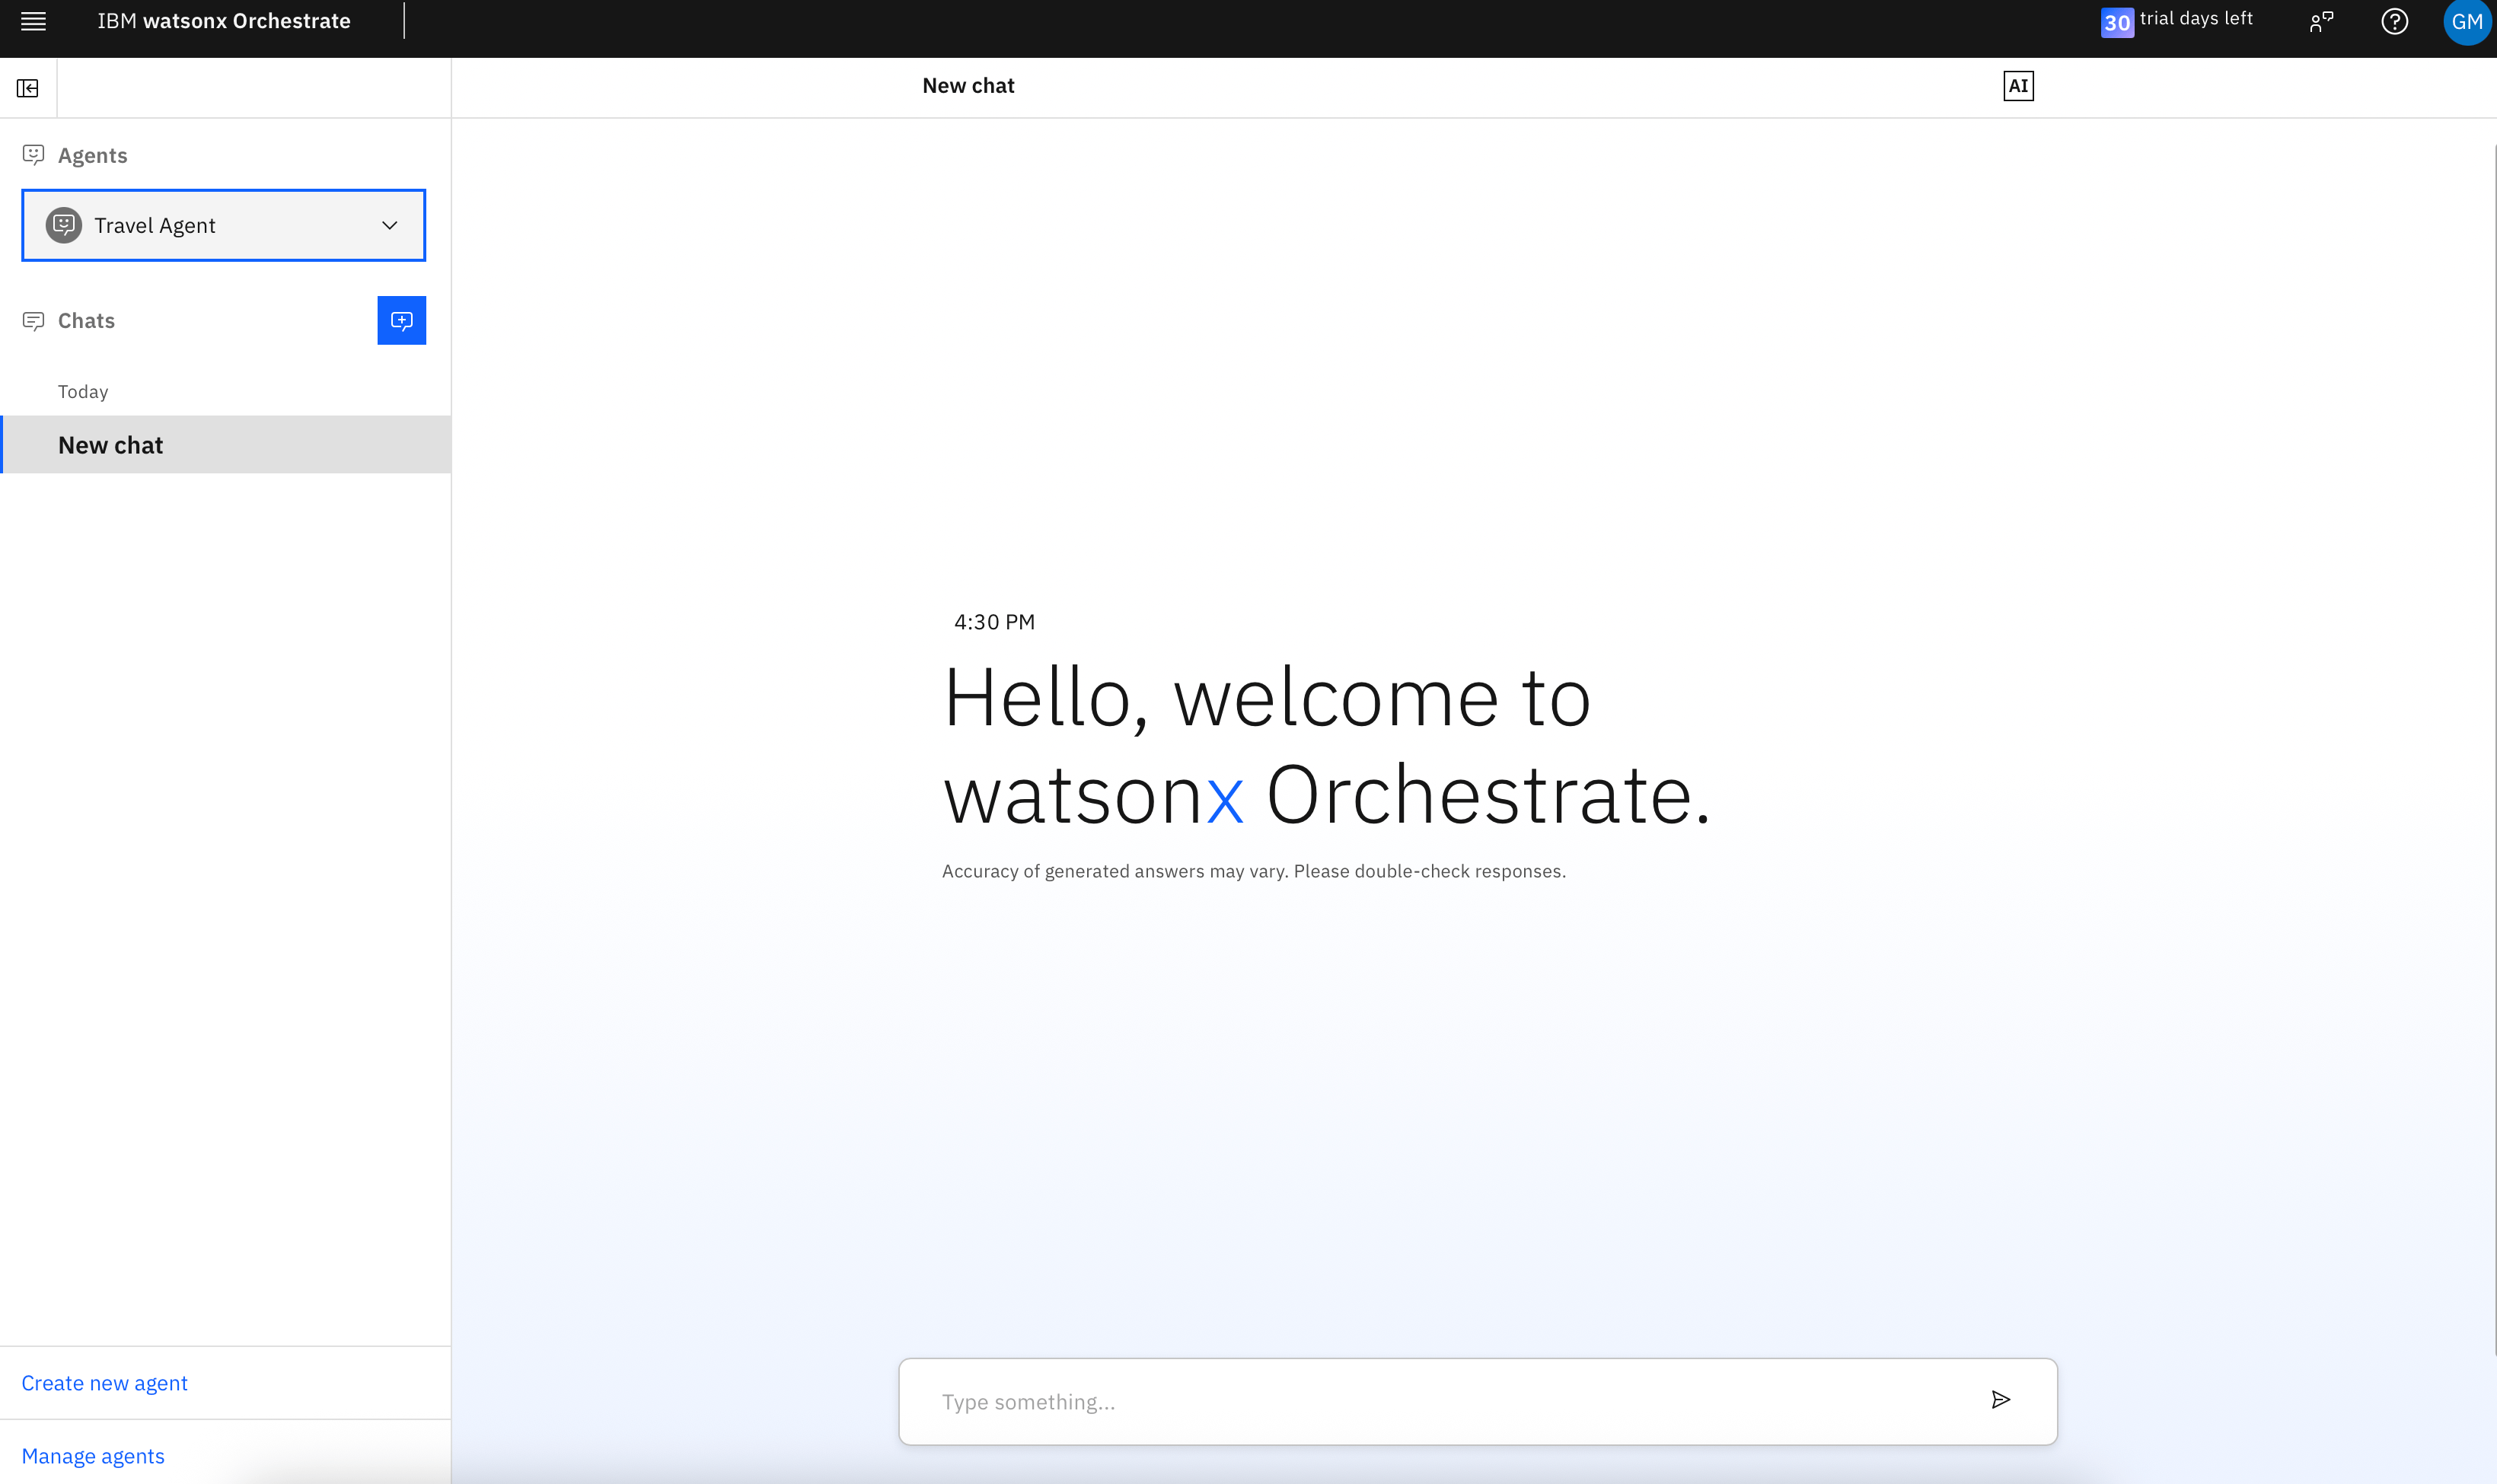 IBM watsonx Orchestrate
30 trial days left
GM
New chat
AI
Agents
Travel Agent
Chats
Today
New chat
4:30 PM
Hello, welcome to
watsonx Orchestrate.
Accuracy of generated answers may vary. Please double-check responses.
Type something...
Create new agent
Manage agents